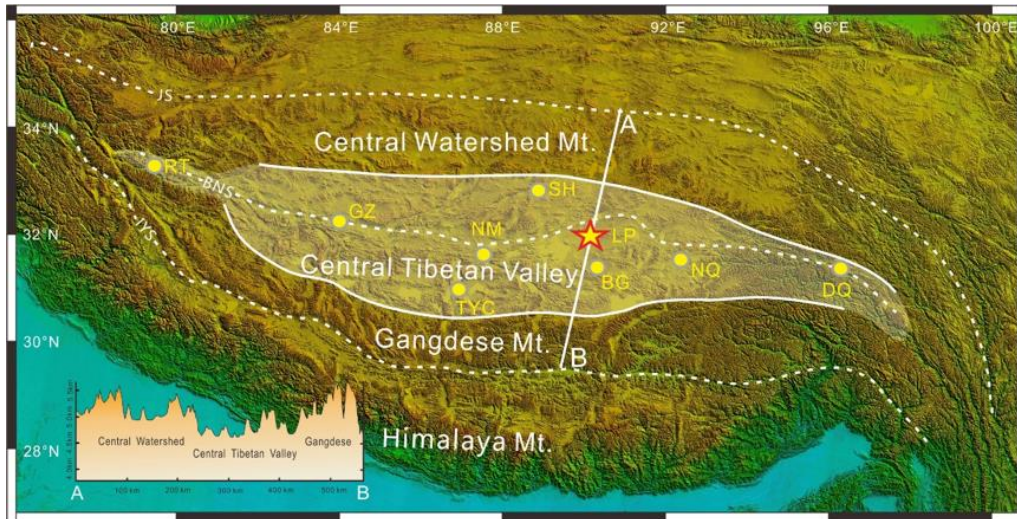 80°E
84°E
88°E
92°E
96°E
100°E
JS
34°N
A
Central Watershed Mt.
RT
BNS
SH
GZ
JYS
NM
LP
32°N
Central Tibetan Valley
NQ
BG
DQ
TYC
30°N
Gangdese Mt.
B
28°N
Himalaya Mt.
Central Watershed
Gangdese
Central Tibetan Valley
A
100 km
200 km
300 km
400 km
500 km
B